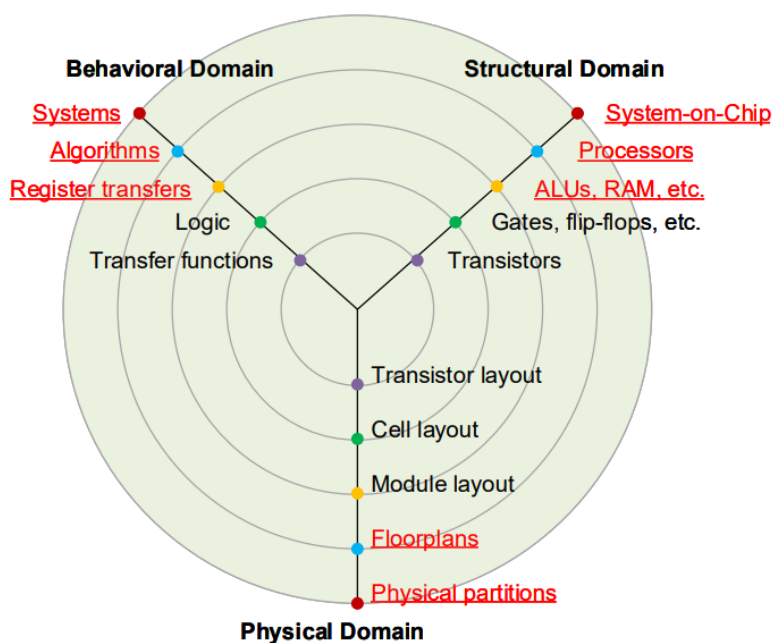 Behavioral Domain
Structural Domain
Systems
System-on-Chip
Algorithms
Processors
Register transfers
ALUs, RAM, etc.
Logic
Gates, flip-flops, etc.
Transfer functions
Transistors
Transistor layout
Cell layout
Module layout
Floorplans
Physical partitions
Physical Domain